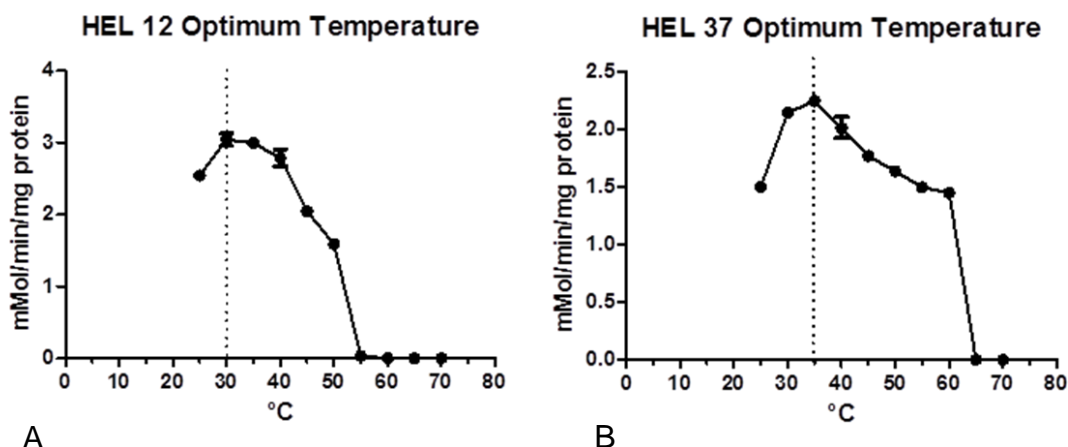 HEL 12 Optimum Temperature
mMol/min/mg protein
4
3
2
1
0
0 10 20 30 40 50 60 70 80
°C
A
HEL 37 Optimum Temperature
mMol/min/mg protein
2.5
2.0
1.5
1.0
0.5
0.0
0 10 20 30 40 50 60 70 80
°C
B